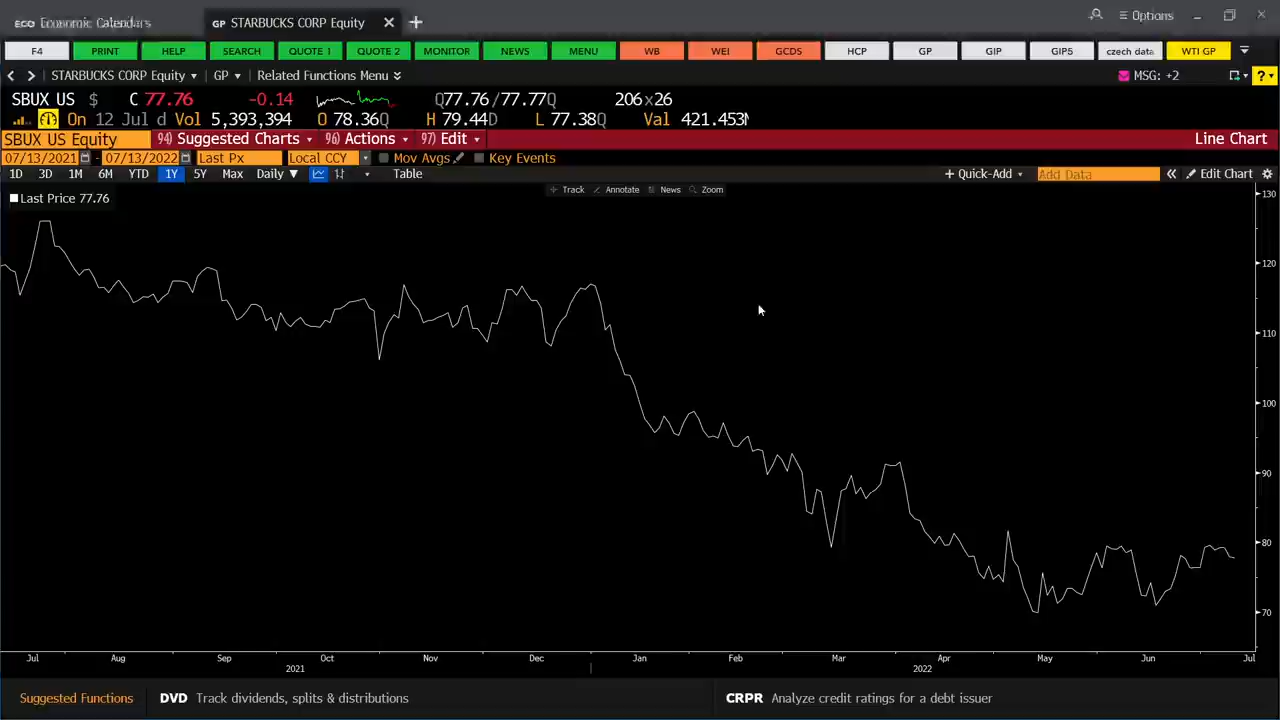 ECO Economic Calendars GP STARBUCKS CORP Equity Options
F4 PRINT HELP SEARCH QUOTE 1 QUOTE 2 MONITOR NEWS MENU WB WEI GCDS HCP GP GIP GIP5 czech data WTI GP
STARBUCKS CORP Equity GP Related Functions Menu MSG: +2 ?
SBUX US $ C 77.76 -0.14 Q77.76/77.77Q 206x26
On 12 Jul d Vol 5,393,394 O 78.36Q H 79.44D L 77.38Q Val 421.453M
SBUX US Equity 94) Suggested Charts 96) Actions 97) Edit Line Chart
07/13/2021 - 07/13/2022 Last Px Local CCY Mov Avgs Key Events
1D 3D 1M 6M YTD 1Y 5Y Max Daily Table + Quick-Add Add Data Edit Chart
Track Annotate News Zoom
Last Price 77.76
130
120
110
100
90
80
70
Jul Aug Sep Oct Nov Dec Jan Feb Mar Apr May Jun Jul
2021 2022
Suggested Functions DVD Track dividends, splits & distributions CRPR Analyze credit ratings for a debt issuer